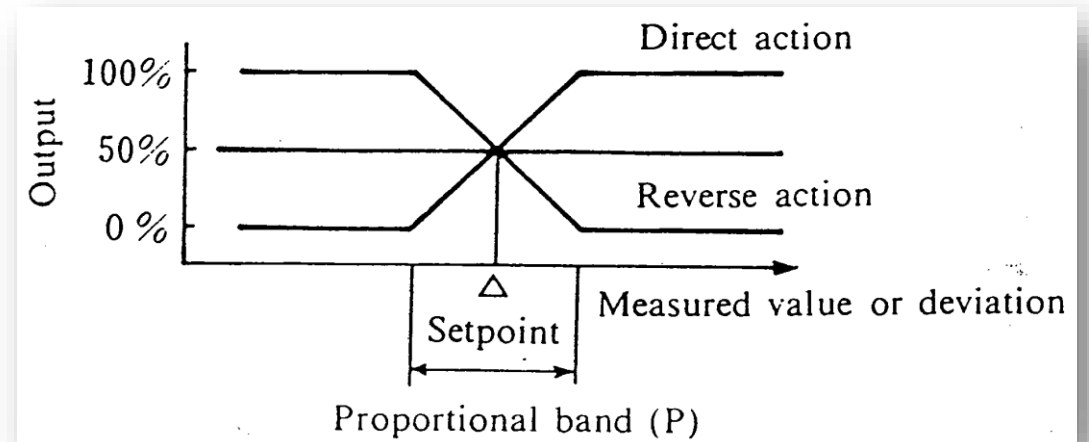 Direct action
100%
50%
0 %
Output
Reverse action
Measured value or deviation
Setpoint
Proportional band (P)